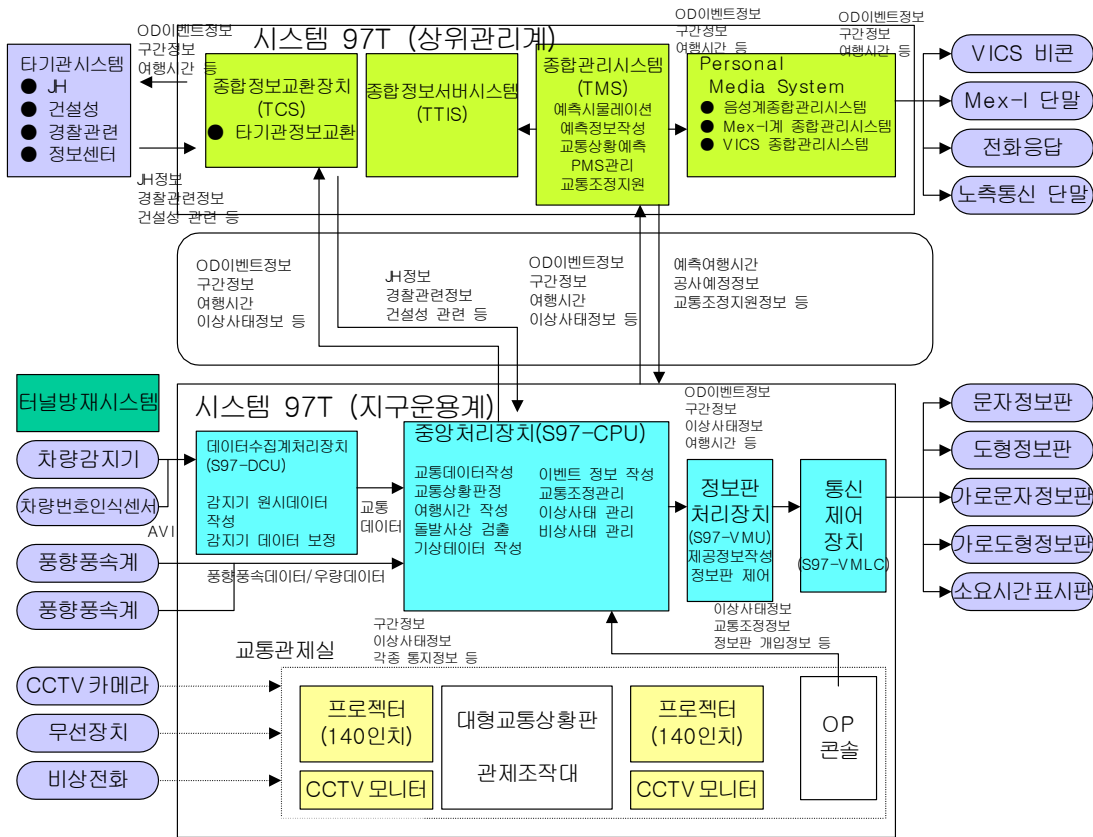 시스템 97T (상위관리계)
OD이벤트정보
구간정보
여행시간 등
타기관시스템
● JH
● 건설성
● 경찰관련
● 정보센터
JH정보
경찰관련정보
건설성 관련 등
종합정보교환장치
(TCS)
● 타기관정보교환
종합정보서버시스템
(TTIS)
종합관리시스템
(TMS)
예측시물레이션
예측정보작성
교통상황예측
PMS관리
교통조정지원
OD이벤트정보
구간정보
여행시간 등
Personal
Media System
● 음성계종합관리시스템
● Mex-I계 종합관리시스템
● VICS 종합관리시스템
OD이벤트정보
구간정보
여행시간 등
VICS 비콘
Mex-I 단말
전화응답
노측통신 단말
OD이벤트정보
구간정보
여행시간
이상사태정보 등
JH정보
경찰관련정보
건설성 관련 등
OD이벤트정보
구간정보
여행시간
이상사태정보 등
예측여행시간
공사예정정보
교통조정지원정보 등
터널방재시스템
시스템 97T (지구운용계)
차량감지기
차량번호인식센서
AVI
풍향풍속계
풍향풍속계
데이터수집계처리장치
(S97-DCU)
감지기 원시데이터
작성
감지기 데이터 보정
교통
데이터
풍향풍속데이터/우량데이터
중앙처리장치(S97-CPU)
교통데이터작성
교통상황판정
여행시간 작성
돌발사상 검출
기상테이터 작성
이벤트 정보 작성
교통조정관리
이상사태 관리
비상사태 관리
OD이벤트정보
구간정보
이상사태정보
여행시간 등
정보판
처리장치
(S97-VMU)
제공정보작성
정보판 제어
통신
제어
장치
(S97-VMLC)
문자정보판
도형정보판
가로문자정보판
가로도형정보판
소요시간표시판
구간정보
이상사태정보
각종 통지정보 등
이상사태정보
교통조정정보
정보판 개입정보 등
교통관제실
CCTV카메라
무선장치
비상전화
프로젝터
(140인치)
CCTV모니터
대형교통상황판
관제조작대
프로젝터
(140인치)
CCTV모니터
OP
콘솔